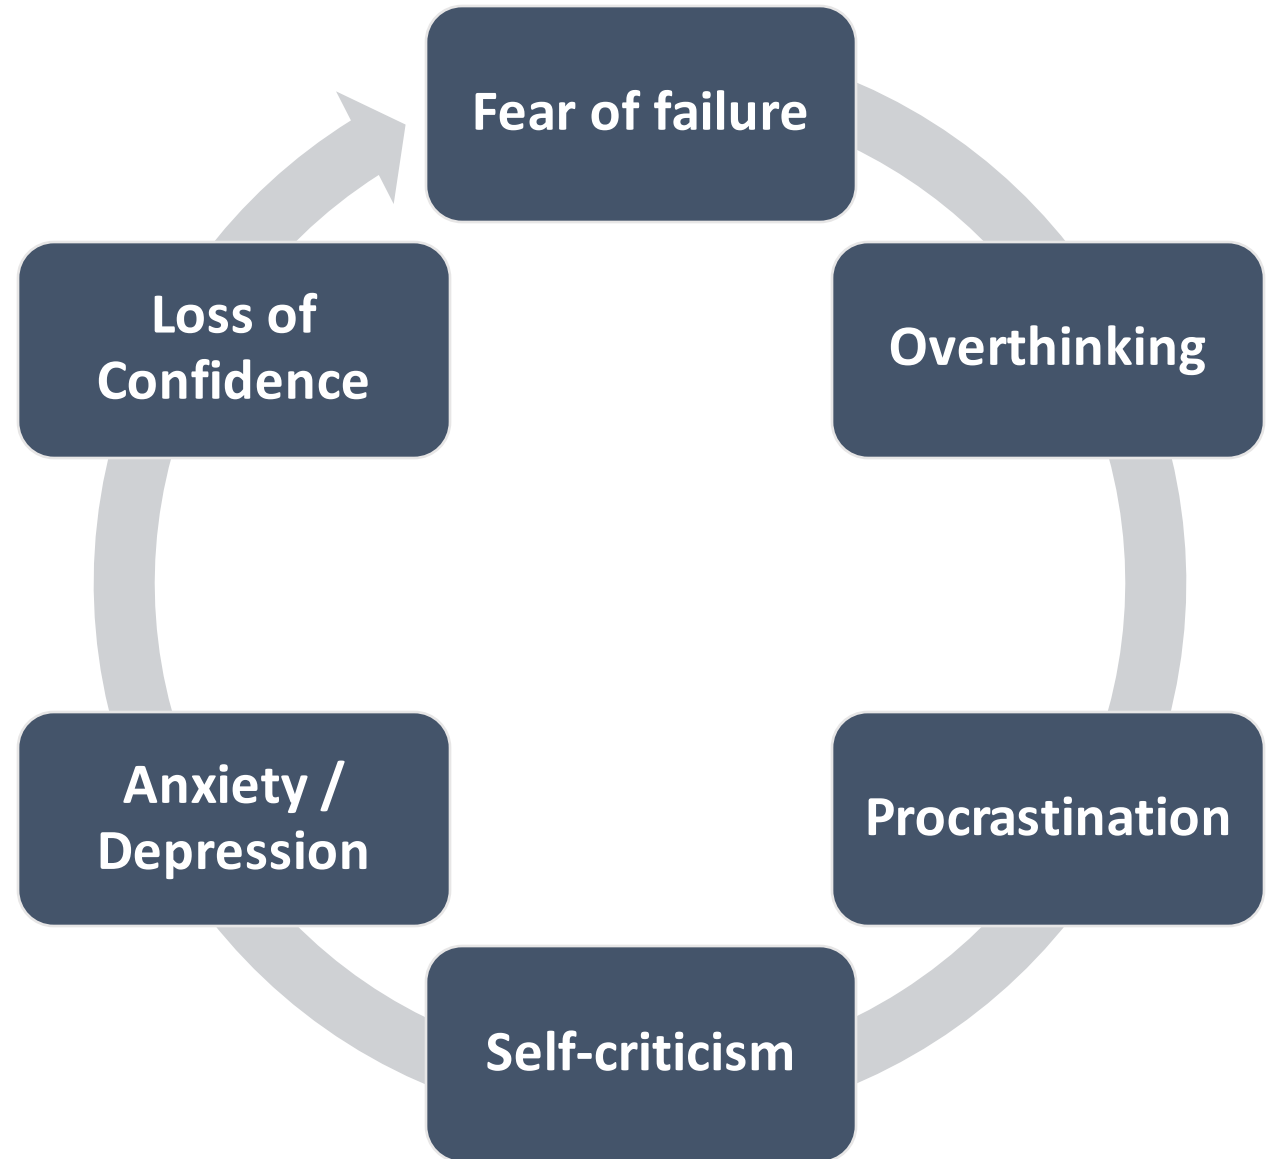 Fear of failure
Overthinking
Procrastination
Self-criticism
Anxiety /
Depression
Loss of
Confidence